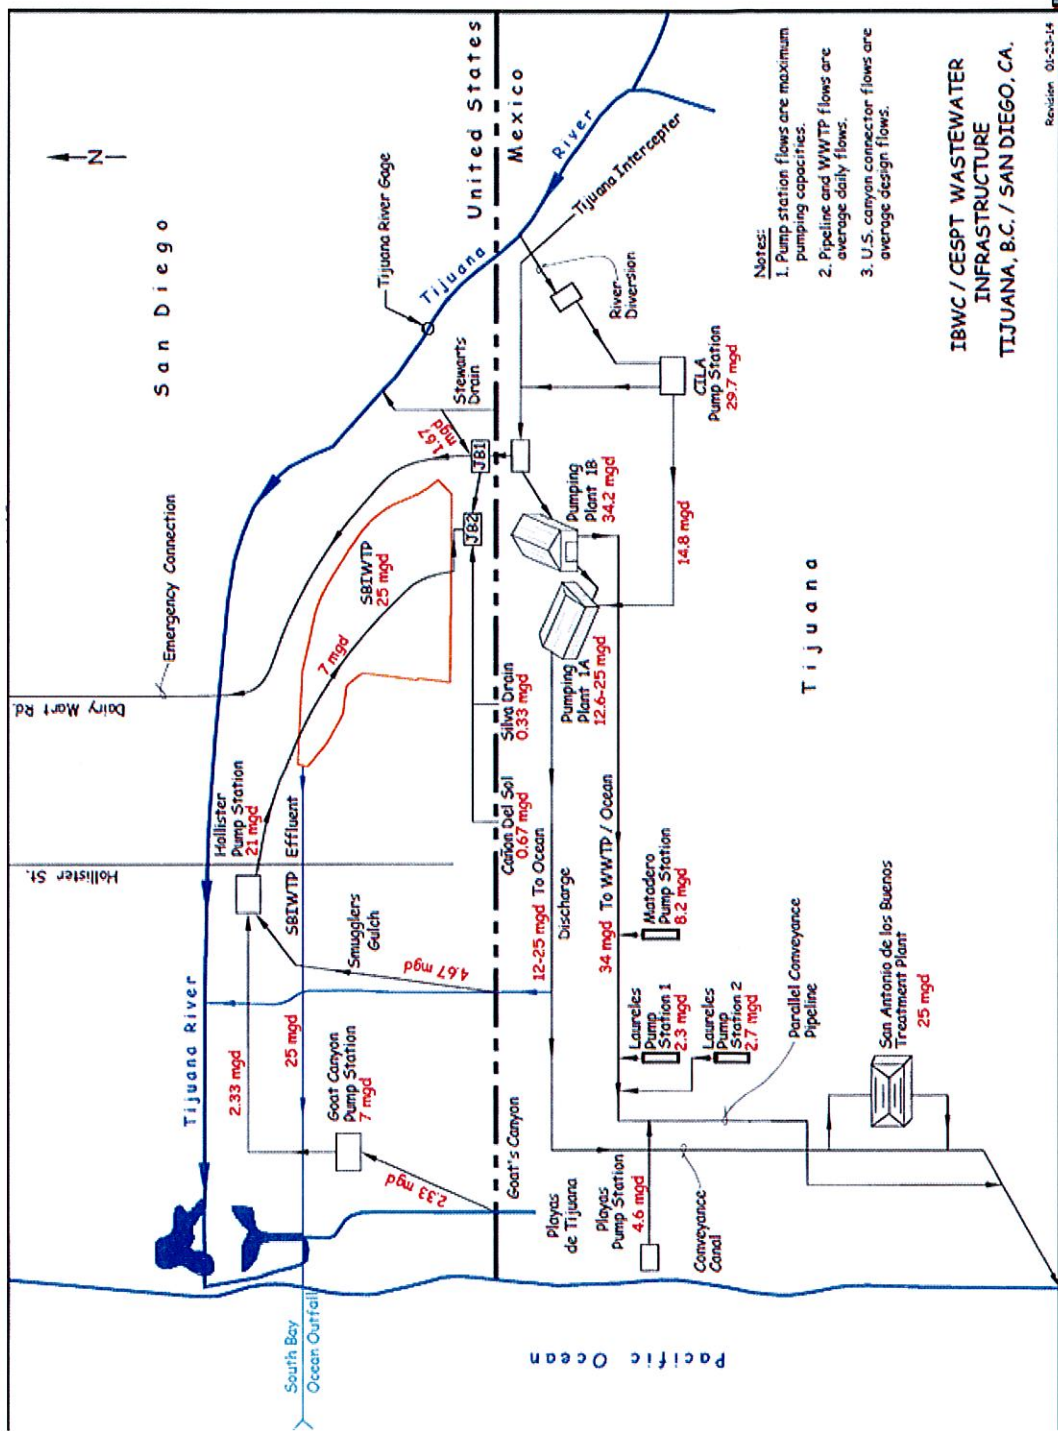 San Diego
N
Emergency Connection
Dairy Mart Rd.
Hollister St.
Tijuana River Gage
Tijuana
River
Tijuana River
United States
Mexico
Stewarts
Drain
1.67
mgd
JB1
JB2
SBIWTP
25 mgd
7 mgd
Hollister
Pump Station
21 mgd
SBIWTP Effluent
Smugglers
Gulch
4.67 mgd
25 mgd
2.33 mgd
Goat Canyon
Pump Station
7 mgd
2.33 mgd
Goat's Canyon
South Bay
Ocean Outfall
Pacific Ocean
Silva Drain
0.33 mgd
Cañon Del Sol
0.67 mgd
Tijuana Intercepter
River
Diversion
CILA
Pump Station
29.7 mgd
14.8 mgd
Pumping
Plant 1B
34.2 mgd
Pumping
Plant 1A
12.6-25 mgd
12-25 mgd To Ocean
Discharge
34 mgd To WWTP / Ocean
Matadero
Pump Station
8.2 mgd
Laureles
Pump
Station 1
2.3 mgd
Laureles
Pump
Station 2
2.7 mgd
Parallel Conveyance
Pipeline
San Antonio de los Buenos
Treatment Plant
25 mgd
Playas
de Tijuana
Playas
Pump Station
4.6 mgd
Conveyance
Canal
Tijuana
Notes:
1. Pump station flows are maximum
pumping capacities.
2. Pipeline and WWTP flows are
average daily flows.
3. U.S. canyon connector flows are
average design flows.
IBWC / CESPT WASTEWATER
INFRASTRUCTURE
TIJUANA, B.C. / SAN DIEGO, CA.
Revision 01-23-14